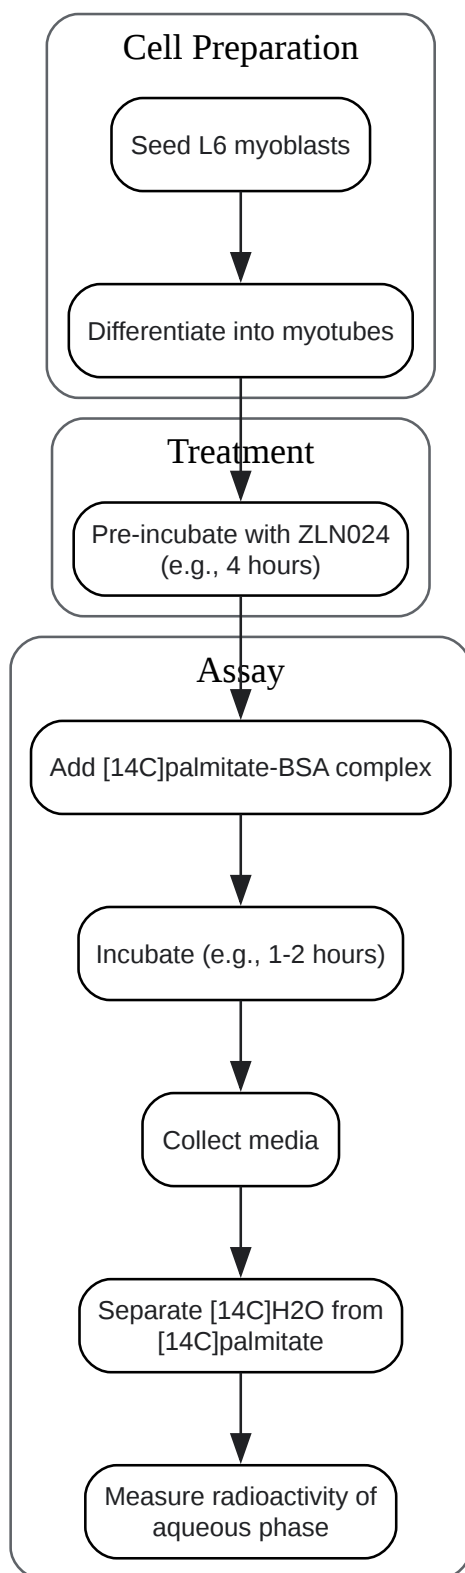 Cell Preparation
Seed L6 myoblasts
Differentiate into myotubes
Treatment
Pre-incubate with ZLN024
(e.g., 4 hours)
Assay
Add [14C]palmitate-BSA complex
Incubate (e.g., 1-2 hours)
Collect media
Separate [14C]H2O from
[14C]palmitate
Measure radioactivity of
aqueous phase